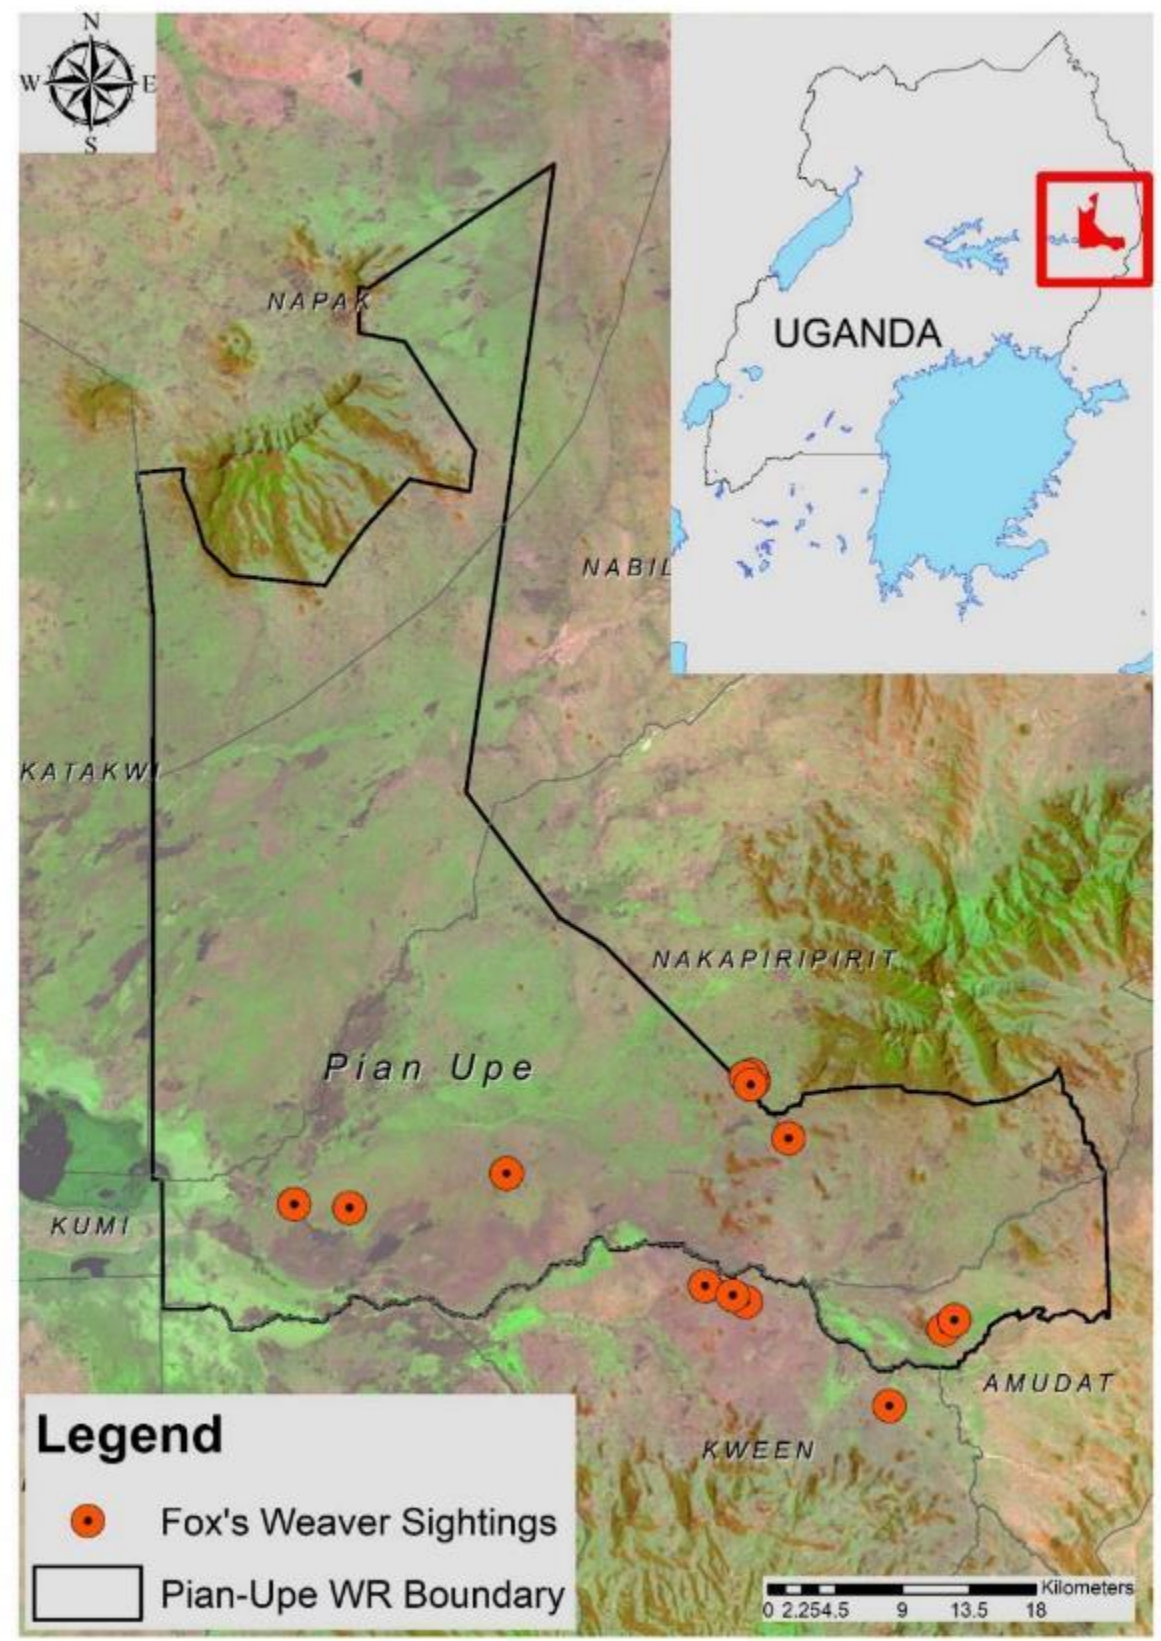 N
W E
S
UGANDA
NAPAK
NABIL
KATAKWI
NAKAPIRIPIRIT
Pian Upe
KUMI
AMUDAT
KWEEN
Legend
Fox's Weaver Sightings
Pian-Upe WR Boundary
Kilometers
0 2.254.5 9 13.5 18